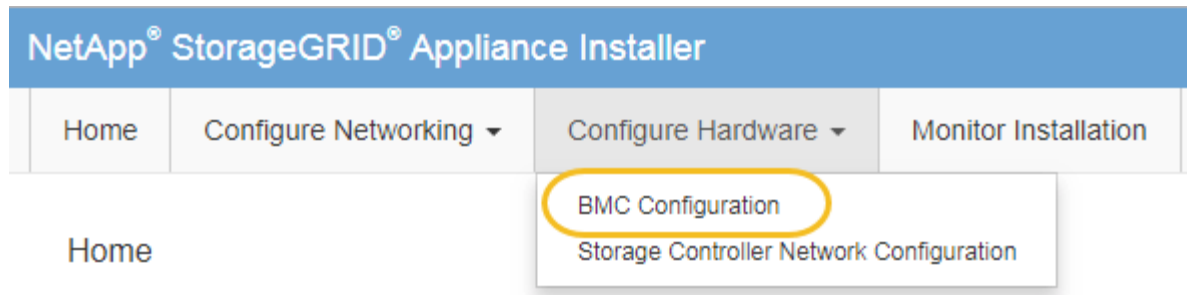 NetApp® StorageGRID® Appliance Installer
Home Configure Networking Configure Hardware Monitor Installation
BMC Configuration
Home
Storage Controller Network Configuration